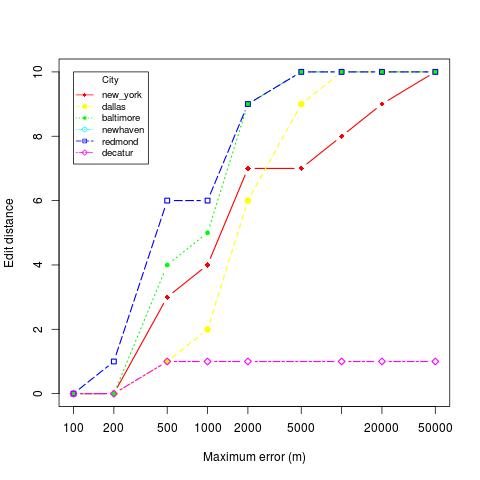 City
new_york
dallas
baltimore
newhaven
redmond
decatur
Edit distance
10
8
6
4
2
0
100 200 500 1000 2000 5000 20000 50000
Maximum error (m)